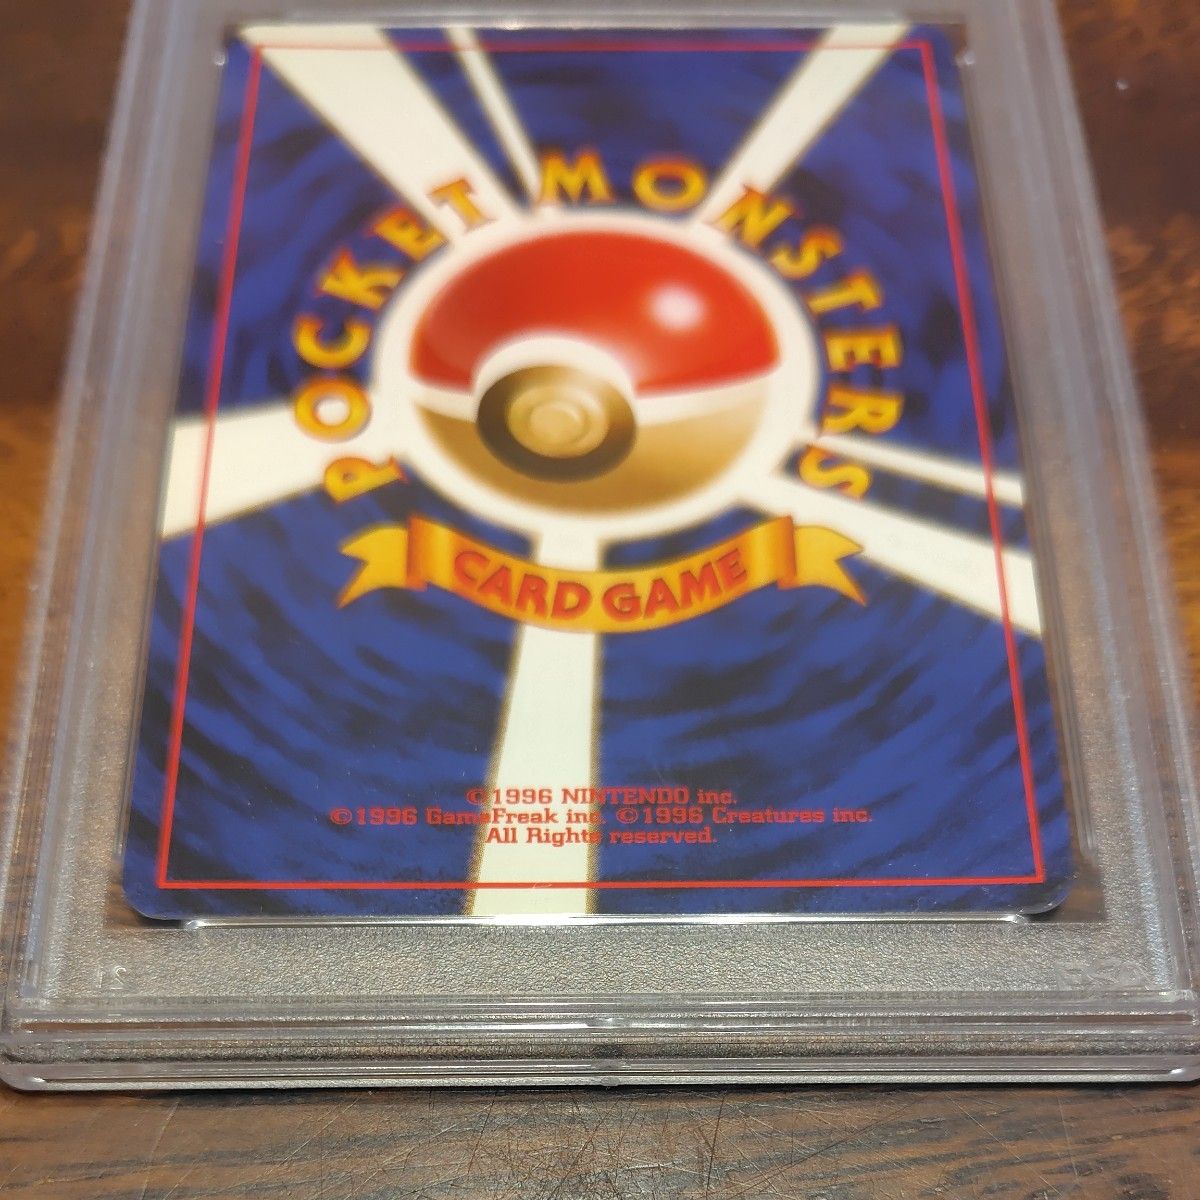 POCKET MONSTERS
CARD GAME
©1996 NINTENDO inc.
©1996 GameFreak inc. ©1996 Creatures inc.
All Rights reserved.